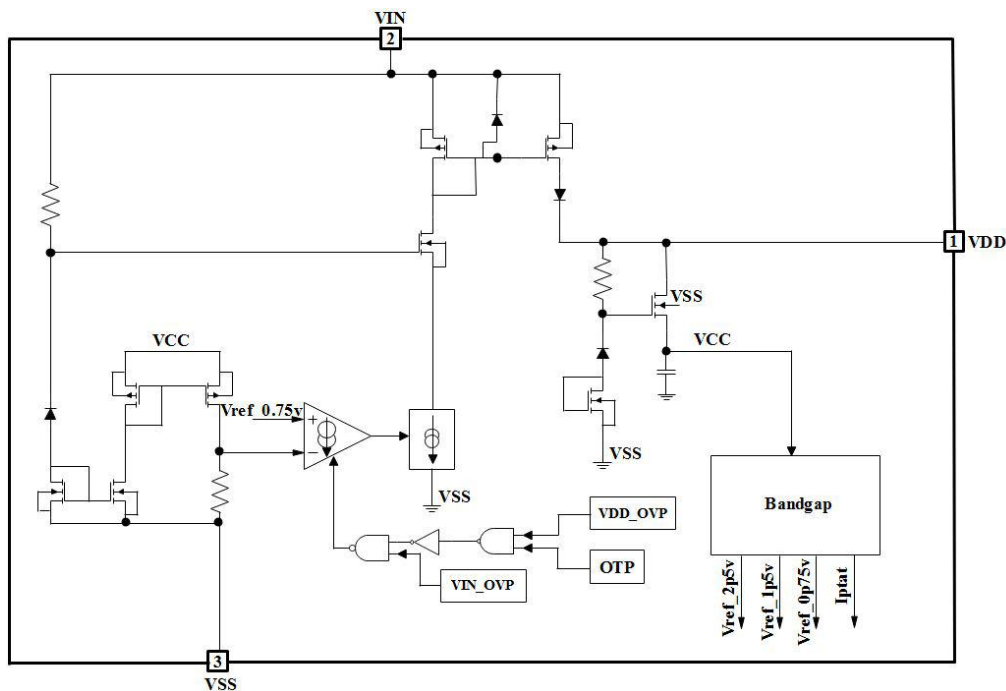 VIN
2
1 VDD
VSS
VCC
VCC
Vref_0.75v
+
−
VSS
VSS
VDD_OVP
OTP
VIN_OVP
Bandgap
Vref_2p5v
Vref_1p5v
Vref_0p75v
Iptat
3
VSS